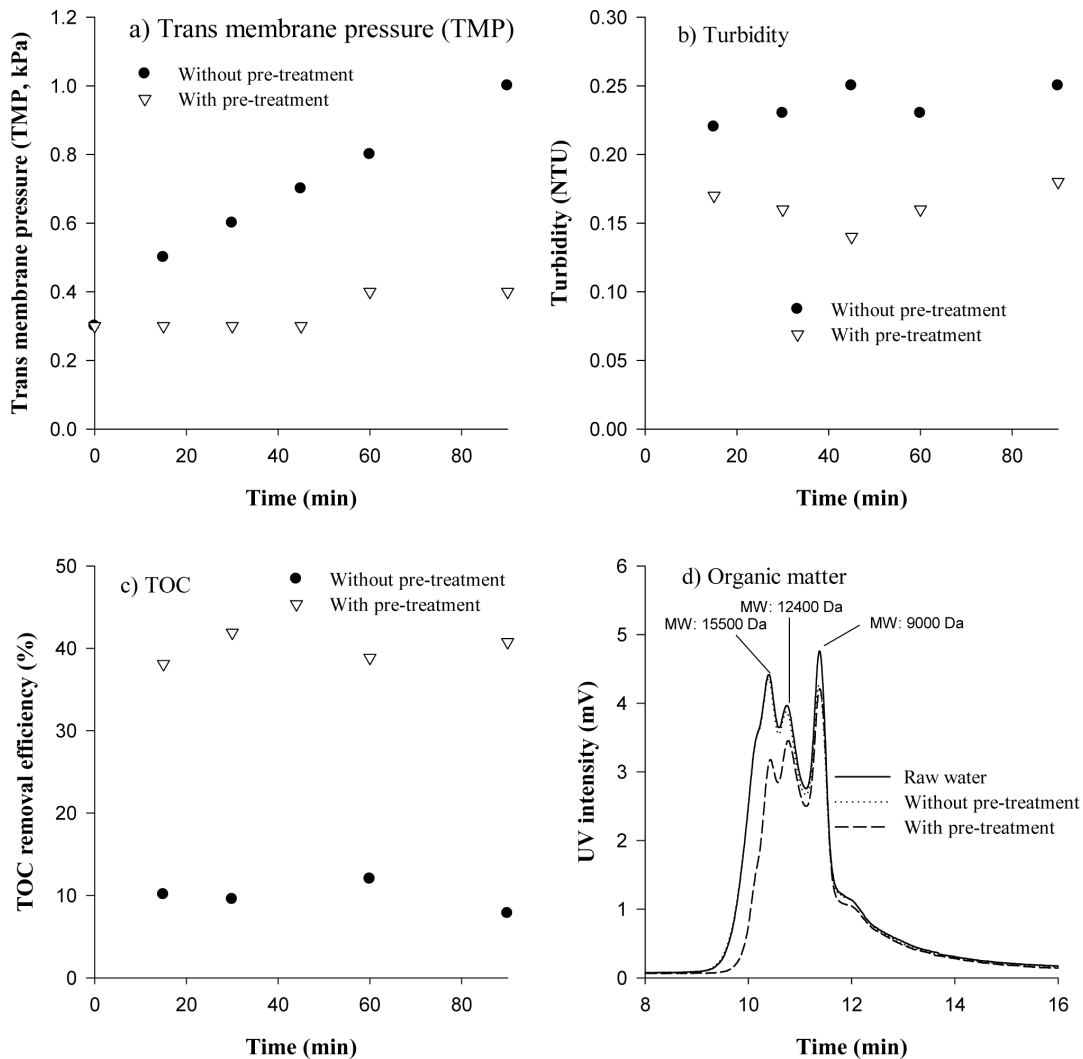 a) Trans membrane pressure (TMP)
Without pre-treatment
With pre-treatment
Trans membrane pressure (TMP, kPa)
1.2
1.0
0.8
0.6
0.4
0.2
0.0
0 20 40 60 80
Time (min)
b) Turbidity
Turbidity (NTU)
0.30
0.25
0.20
0.15
0.10
0.05
0.00
Without pre-treatment
With pre-treatment
0 20 40 60 80
Time (min)
c) TOC
Without pre-treatment
With pre-treatment
TOC removal efficiency (%)
50
40
30
20
10
0
0 20 40 60 80
Time (min)
d) Organic matter
MW: 12400 Da
MW: 15500 Da
MW: 9000 Da
UV intensity (mV)
6
5
4
3
2
1
0
Raw water
Without pre-treatment
With pre-treatment
8 10 12 14 16
Time (min)